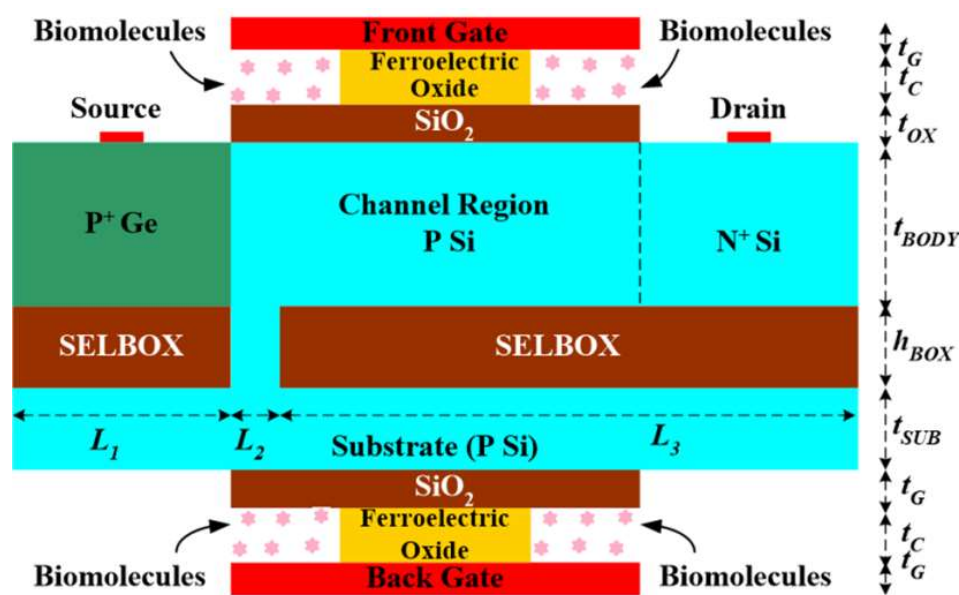 Biomolecules
Front Gate
Biomolecules
Ferroelectric
Oxide
t_G
t_C
Source
SiO₂
Drain
t_OX
P⁺ Ge
Channel Region
P Si
N⁺ Si
t_BODY
SELBOX
SELBOX
h_BOX
L₁
L₂
L₃
Substrate (P Si)
t_SUB
SiO₂
t_G
Ferroelectric
Oxide
t_C
Biomolecules
Back Gate
Biomolecules
t_G